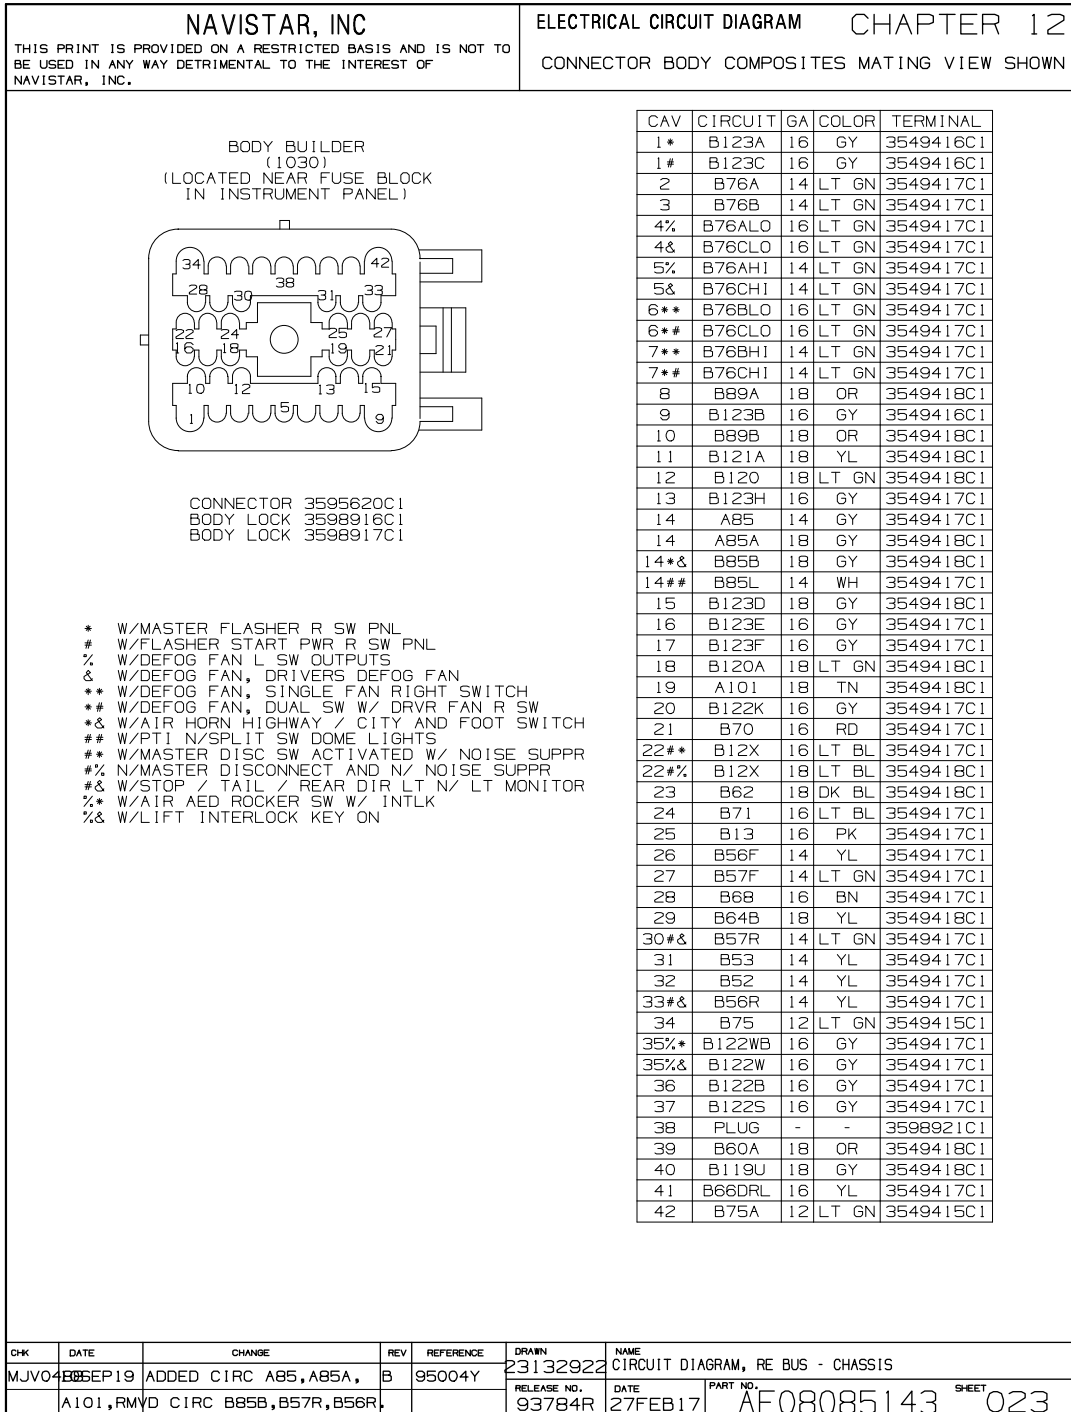 NAVISTAR, INC
THIS PRINT IS PROVIDED ON A RESTRICTED BASIS AND IS NOT TO
BE USED IN ANY WAY DETRIMENTAL TO THE INTEREST OF
NAVISTAR, INC.
ELECTRICAL CIRCUIT DIAGRAM CHAPTER 12
CONNECTOR BODY COMPOSITES MATING VIEW SHOWN
BODY BUILDER
(1030)
(LOCATED NEAR FUSE BLOCK
IN INSTRUMENT PANEL)
34 42
38
28 30 31 33
22 24 25 27
16 18 19 21
10 12 13 15
1 5 9
CONNECTOR 3595620C1
BODY LOCK 3598916C1
BODY LOCK 3598917C1
* W/MASTER FLASHER R SW PNL
# W/FLASHER START PWR R SW PNL
% W/DEFOG FAN L SW OUTPUTS
& W/DEFOG FAN, DRIVERS DEFOG FAN
** W/DEFOG FAN, SINGLE FAN RIGHT SWITCH
*# W/DEFOG FAN, DUAL SW W/ DRVR FAN R SW
*& W/AIR HORN HIGHWAY / CITY AND FOOT SWITCH
## W/PTI N/SPLIT SW DOME LIGHTS
#* W/MASTER DISC SW ACTIVATED W/ NOISE SUPPR
#% N/MASTER DISCONNECT AND N/ NOISE SUPPR
#& W/STOP / TAIL / REAR DIR LT N/ LT MONITOR
%* W/AIR AED ROCKER SW W/ INTLK
%& W/LIFT INTERLOCK KEY ON
CAV CIRCUIT GA COLOR TERMINAL
1* B123A 16 GY 3549416C1
1# B123C 16 GY 3549416C1
2 B76A 14 LT GN 3549417C1
3 B76B 14 LT GN 3549417C1
4% B76ALO 16 LT GN 3549417C1
4& B76CLO 16 LT GN 3549417C1
5% B76AHI 14 LT GN 3549417C1
5& B76CHI 14 LT GN 3549417C1
6** B76BLO 16 LT GN 3549417C1
6*# B76CLO 16 LT GN 3549417C1
7** B76BHI 14 LT GN 3549417C1
7*# B76CHI 14 LT GN 3549417C1
8 B89A 18 OR 3549418C1
9 B123B 16 GY 3549416C1
10 B89B 18 OR 3549418C1
11 B121A 18 YL 3549418C1
12 B120 18 LT GN 3549418C1
13 B123H 16 GY 3549417C1
14 A85 14 GY 3549417C1
14 A85A 18 GY 3549418C1
14*& B85B 18 GY 3549418C1
14## B85L 14 WH 3549417C1
15 B123D 18 GY 3549418C1
16 B123E 16 GY 3549417C1
17 B123F 16 GY 3549417C1
18 B120A 18 LT GN 3549418C1
19 A101 18 TN 3549418C1
20 B122K 16 GY 3549417C1
21 B70 16 RD 3549417C1
22#* B12X 16 LT BL 3549417C1
22#% B12X 18 LT BL 3549418C1
23 B62 18 DK BL 3549418C1
24 B71 16 LT BL 3549417C1
25 B13 16 PK 3549417C1
26 B56F 14 YL 3549417C1
27 B57F 14 LT GN 3549417C1
28 B68 16 BN 3549417C1
29 B64B 18 YL 3549418C1
30#& B57R 14 LT GN 3549417C1
31 B53 14 YL 3549417C1
32 B52 14 YL 3549417C1
33#& B56R 14 YL 3549417C1
34 B75 12 LT GN 3549415C1
35%* B122WB 16 GY 3549417C1
35%& B122W 16 GY 3549417C1
36 B122B 16 GY 3549417C1
37 B122S 16 GY 3549417C1
38 PLUG - - 3598921C1
39 B60A 18 OR 3549418C1
40 B119U 18 GY 3549418C1
41 B66DRL 16 YL 3549417C1
42 B75A 12 LT GN 3549415C1
CHK DATE CHANGE REV REFERENCE
MJV04 SEP19 ADDED CIRC A85,A85A, B 95004Y
A101,RMVD CIRC B85B,B57R,B56R.
DRAWN 23132922
NAME CIRCUIT DIAGRAM, RE BUS - CHASSIS
RELEASE NO. 93784R
DATE 27FEB17
PART NO. AF08085143
SHEET 023